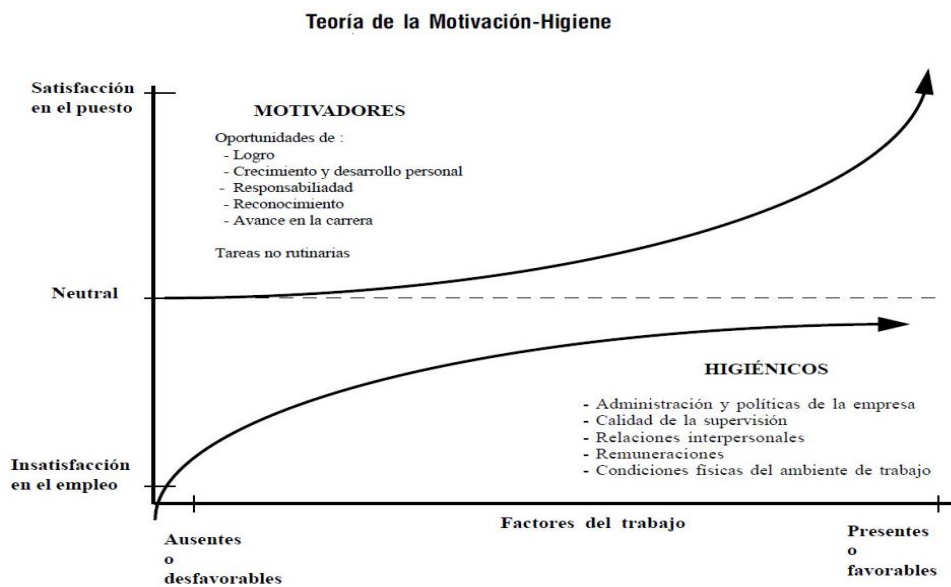 Teoría de la Motivación-Higiene
Satisfacción
en el puesto
MOTIVADORES
Oportunidades de :
- Logro
- Crecimiento y desarrollo personal
- Responsabiliadad
- Reconocimiento
- Avance en la carrera
Tareas no rutinarias
Neutral
HIGIÉNICOS
- Administración y políticas de la empresa
- Calidad de la supervisión
- Relaciones interpersonales
- Remuneraciones
- Condiciones físicas del ambiente de trabajo
Insatisfacción
en el empleo
Factores del trabajo
Ausentes
o
desfavorables
Presentes
o
favorables